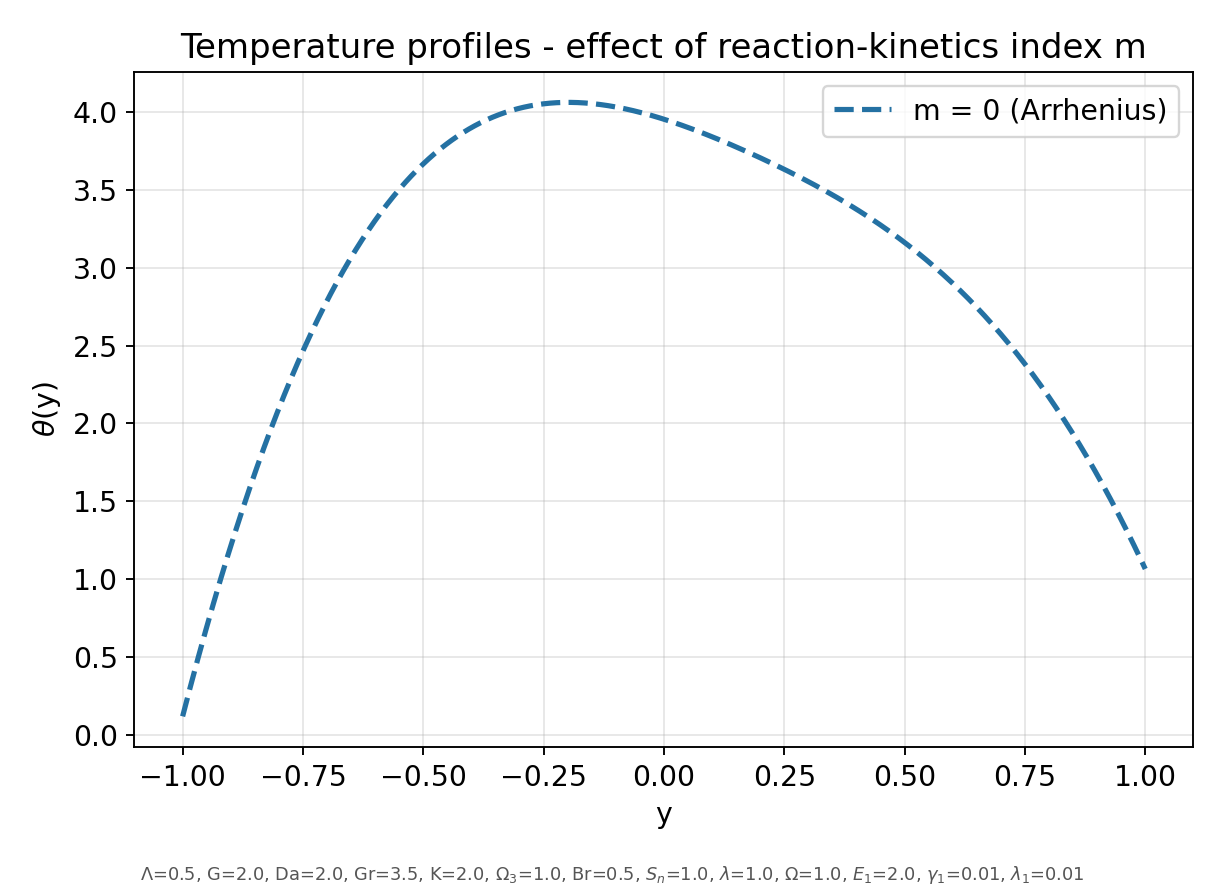 Temperature profiles - effect of reaction-kinetics index m
m = 0 (Arrhenius)
θ(y)
4.0
3.5
3.0
2.5
2.0
1.5
1.0
0.5
0.0
−1.00 −0.75 −0.50 −0.25 0.00 0.25 0.50 0.75 1.00
y
Λ=0.5, G=2.0, Da=2.0, Gr=3.5, K=2.0, Ω₃=1.0, Br=0.5, Sₙ=1.0, λ=1.0, Ω=1.0, E₁=2.0, γ₁=0.01, λ₁=0.01